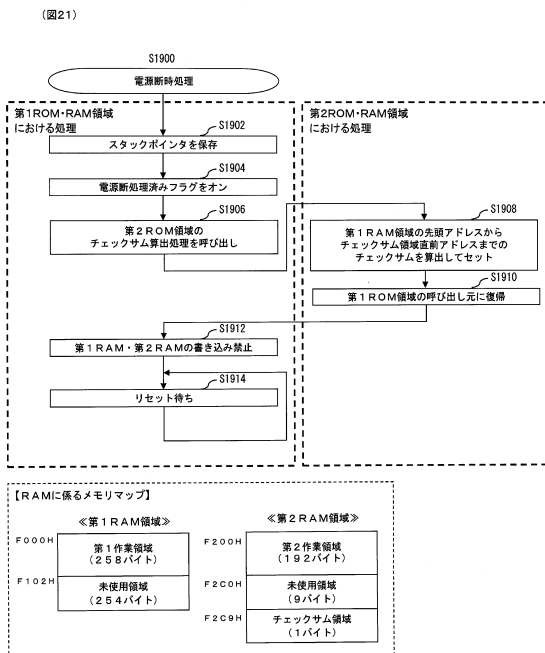 (図21)
S1900
電源断時処理
第1ROM・RAM領域
における処理
S1902
スタックポインタを保存
S1904
電源断処理済みフラグをオン
S1906
第2ROM領域の
チェックサム算出処理を呼び出し
第2ROM・RAM領域
における処理
S1908
第1RAM領域の先頭アドレスから
チェックサム領域直前アドレスまでの
チェックサムを算出してセット
S1910
第1ROM領域の呼び出し元に復帰
S1912
第1RAM・第2RAMの書き込み禁止
S1914
リセット待ち
【RAMに係るメモリマップ】
≪第1RAM領域≫
F000H
第1作業領域
(258バイト)
F102H
未使用領域
(254バイト)
≪第2RAM領域≫
F200H
第2作業領域
(192バイト)
F2C0H
未使用領域
(9バイト)
F2C9H
チェックサム領域
(1バイト)